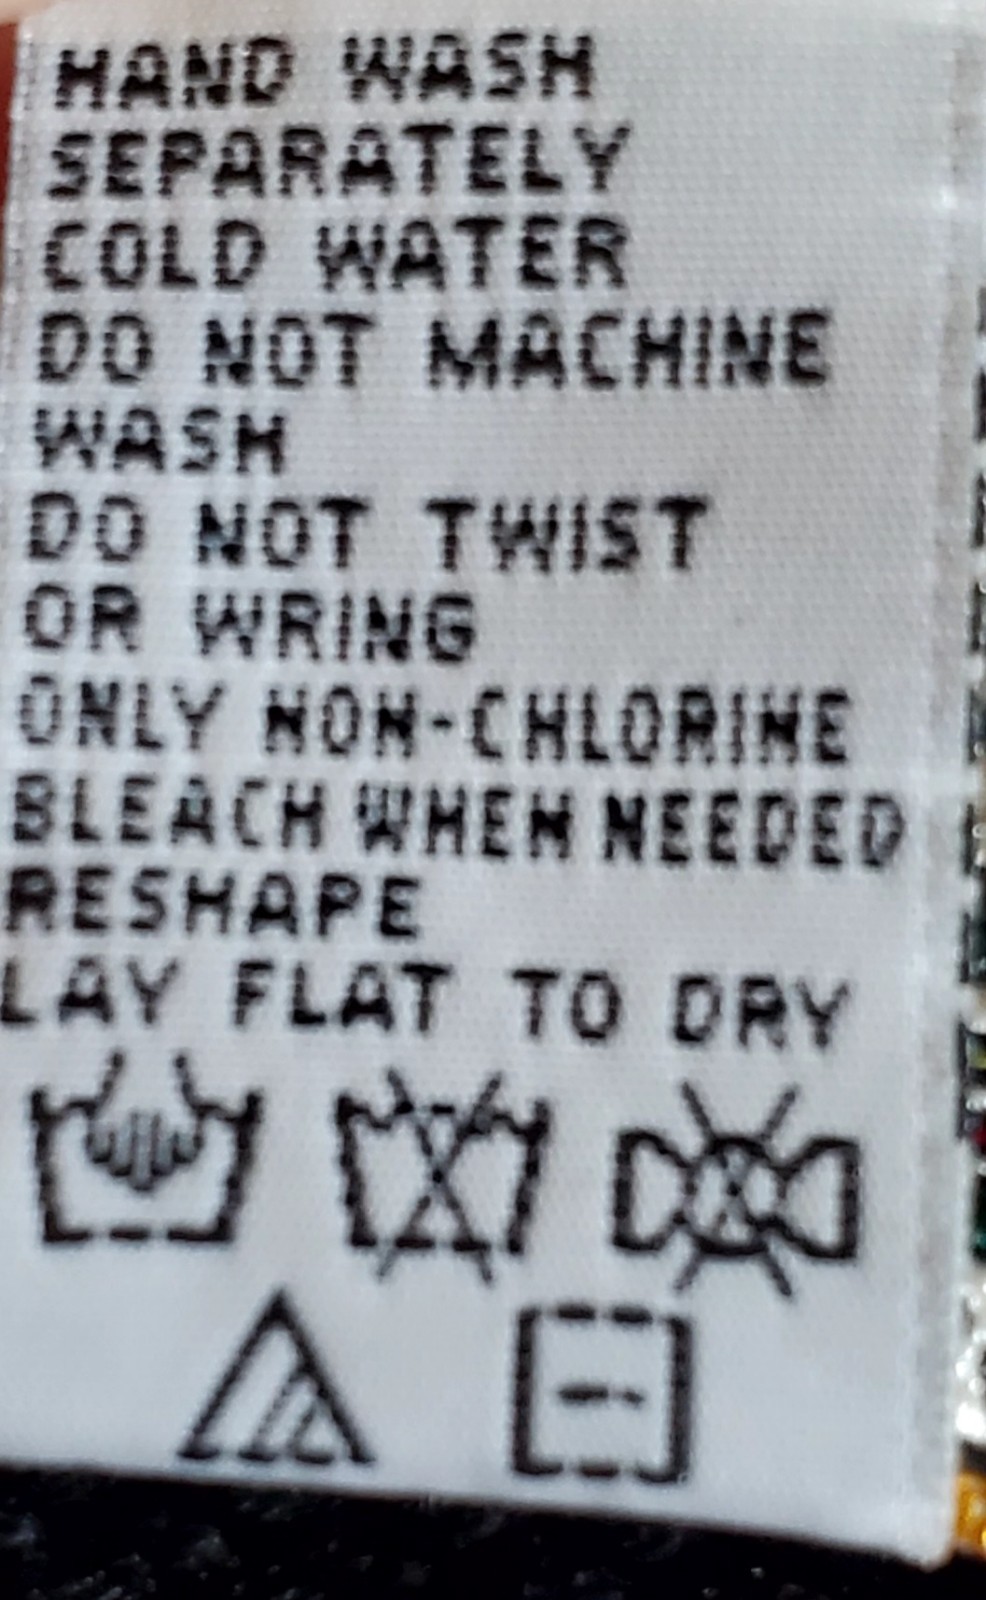 HAND WASH
SEPARATELY
COLD WATER
DO NOT MACHINE
WASH
DO NOT TWIST
OR WRING
ONLY NON-CHLORINE
BLEACH WHEN NEEDED
RESHAPE
LAY FLAT TO DRY